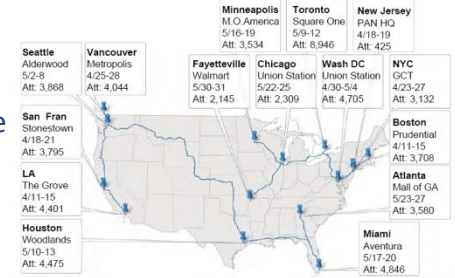 Minneapolis
M.O.America
5/16-19
Att: 3,534
Toronto
Square One
5/9-12
Att: 8,946
New Jersey
PAN HQ
4/18-19
Att: 425
Seattle
Alderwood
5/2-8
Att: 3,868
Vancouver
Metropolis
4/25-28
Att: 4,044
Fayetteville
Walmart
5/30-31
Att: 2,145
Chicago
Union Station
5/22-25
Att: 2,309
Wash DC
Union Station
4/30-5/4
Att: 4,705
NYC
GCT
4/23-27
Att: 3,132
e
San Fran
Stonestown
4/18-21
Att: 3,795
Boston
Prudential
4/11-15
Att: 3,708
LA
The Grove
4/11-15
Att: 4,401
Atlanta
Mall of GA
5/23-27
Att: 3,580
Houston
Woodlands
5/10-13
Att: 4,475
Miami
Aventura
5/17-20
Att: 4,846